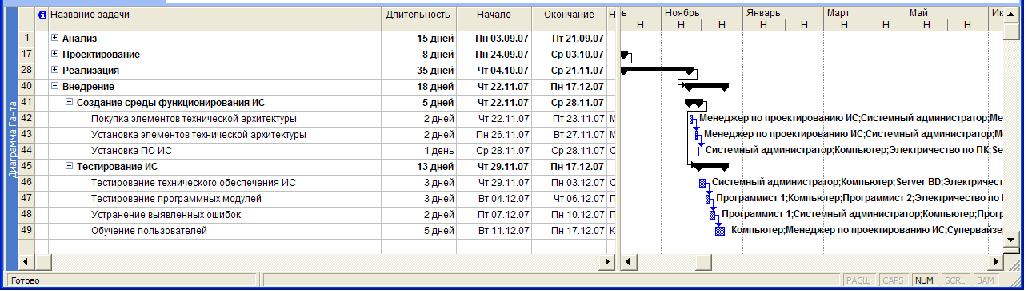 Название задачи Длительность Начало Окончание Н ь Ноябрь Январь Март Май Ию
Н Н Н Н Н Н Н Н Н
1 Анализ 15 дней Пн 03.09.07 Пт 21.09.07
17 Проектирование 8 дней Пн 24.09.07 Ср 03.10.07
28 Реализация 35 дней Чт 04.10.07 Ср 21.11.07
40 Внедрение 18 дней Чт 22.11.07 Пн 17.12.07
41 Создание среды функционирования ИС 5 дней Чт 22.11.07 Ср 28.11.07
42 Покупка элементов технической архитектуры 2 дней Чт 22.11.07 Пт 23.11.07 М Менеджер по проектированию ИС;Системный администратор;Ме
43 Установка элементов технической архитектуры 2 дней Пн 26.11.07 Вт 27.11.07 М Менеджер по проектированию ИС;Системный администратор;М
44 Установка ПО ИС 1 день Ср 28.11.07 Ср 28.11.07 С Системный администратор;Компьютер;Электричество по ПК;Se
45 Тестирование ИС 13 дней Чт 29.11.07 Пн 17.12.07
46 Тестирование технического обеспечения ИС 3 дней Чт 29.11.07 Пн 03.12.07 С Системный администратор;Компьютер;Server BD;Электричест
47 Тестирование программных модулей 3 дней Вт 04.12.07 Чт 06.12.07 П Программист 1;Компьютер;Программист 2;Электричество по
48 Устранение выявленных ошибок 2 дней Пт 07.12.07 Пн 10.12.07 П Программист 1;Системный администратор;Компьютер;Прогр
49 Обучение пользователей 5 дней Вт 11.12.07 Пн 17.12.07 К Компьютер;Менеджер по проектированию ИС;Супервайзе
Диаграмма Ганта
Готово РАСШ CAPS NUM SCRL ЗАМ